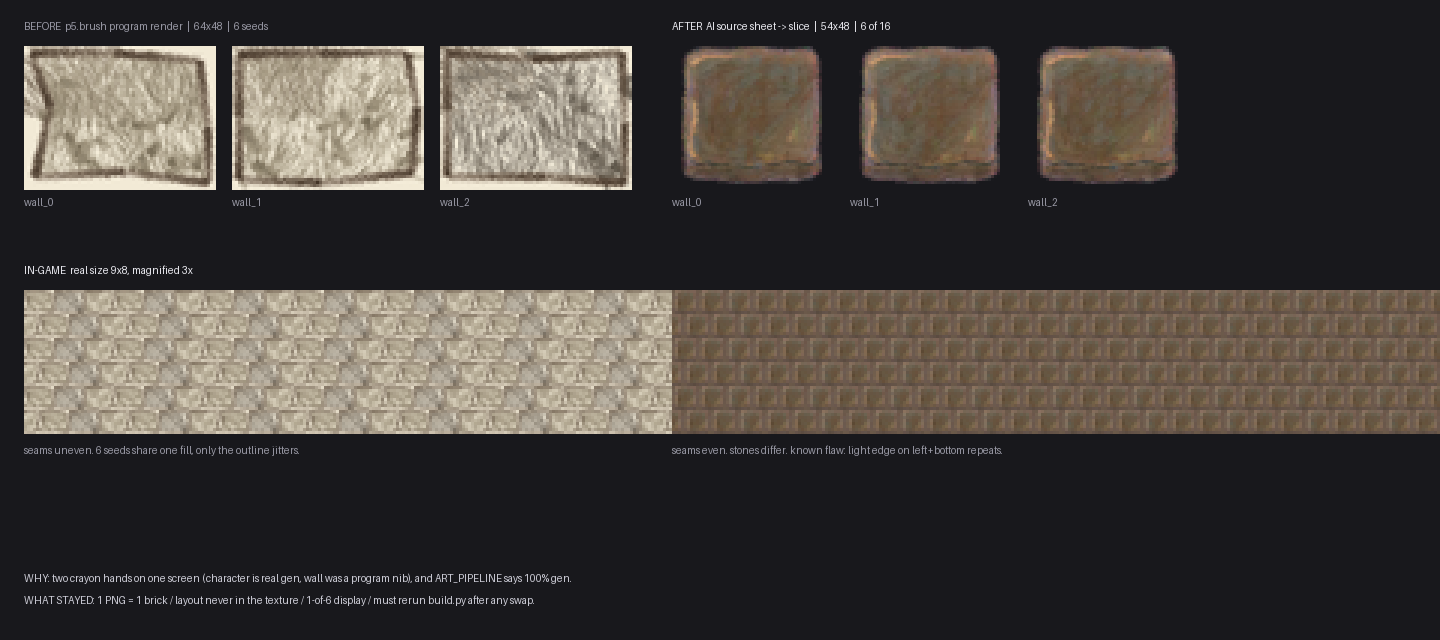 BEFORE p5.brush program render | 64x48 | 6 seeds
AFTER AI source sheet -> slice | 54x48 | 6 of 16
wall_0
wall_1
wall_2
wall_0
wall_1
wall_2
IN-GAME real size 9x8, magnified 3x
seams uneven. 6 seeds share one fill, only the outline jitters.
seams even. stones differ. known flaw: light edge on left+bottom repeats.
WHY: two crayon hands on one screen (character is real gen, wall was a program nib), and ART_PIPELINE says 100% gen.
WHAT STAYED: 1 PNG = 1 brick / layout never in the texture / 1-of-6 display / must rerun build.py after any swap.